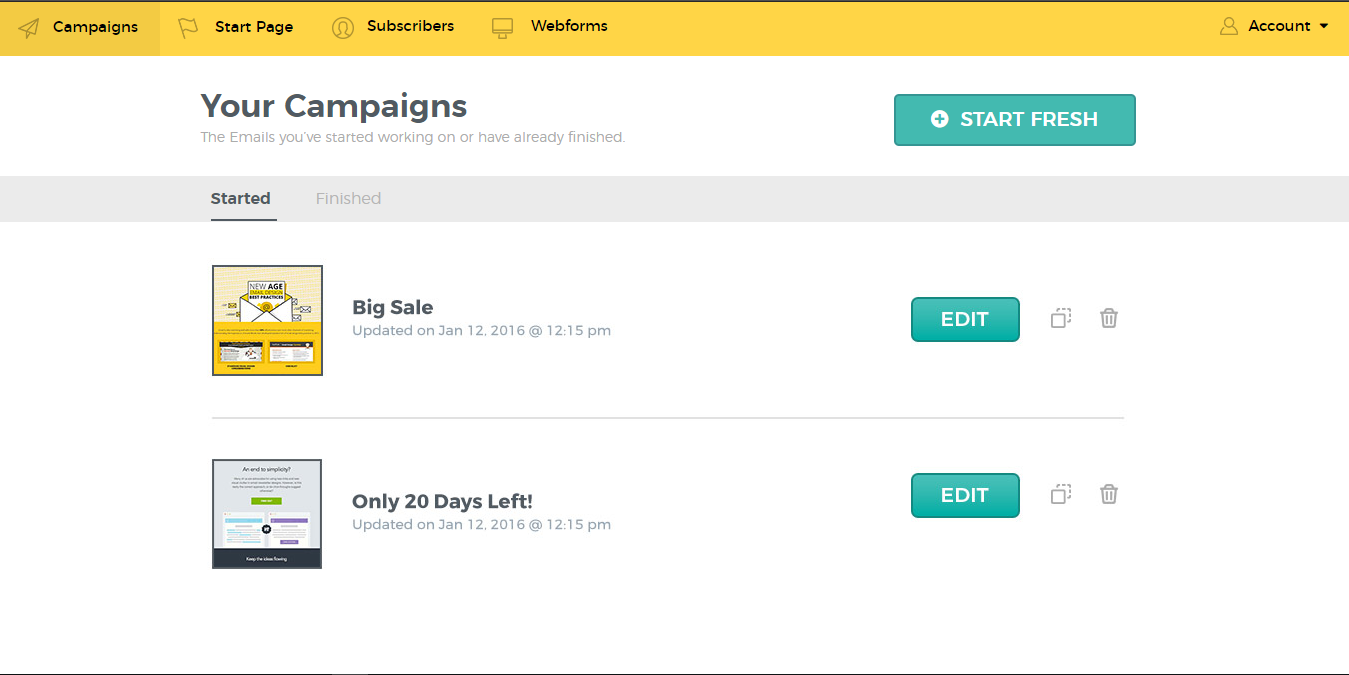 Campaigns
Start Page
Subscribers
Webforms
Account
Your Campaigns
The Emails you've started working on or have already finished.
START FRESH
Started
Finished
NEW AGE
EMAIL DESIGN
BEST PRACTICES
Big Sale
Updated on Jan 12, 2016 @ 12:15 pm
EDIT
An end to simplicity?
Keep the ideas flowing
Only 20 Days Left!
Updated on Jan 12, 2016 @ 12:15 pm
EDIT